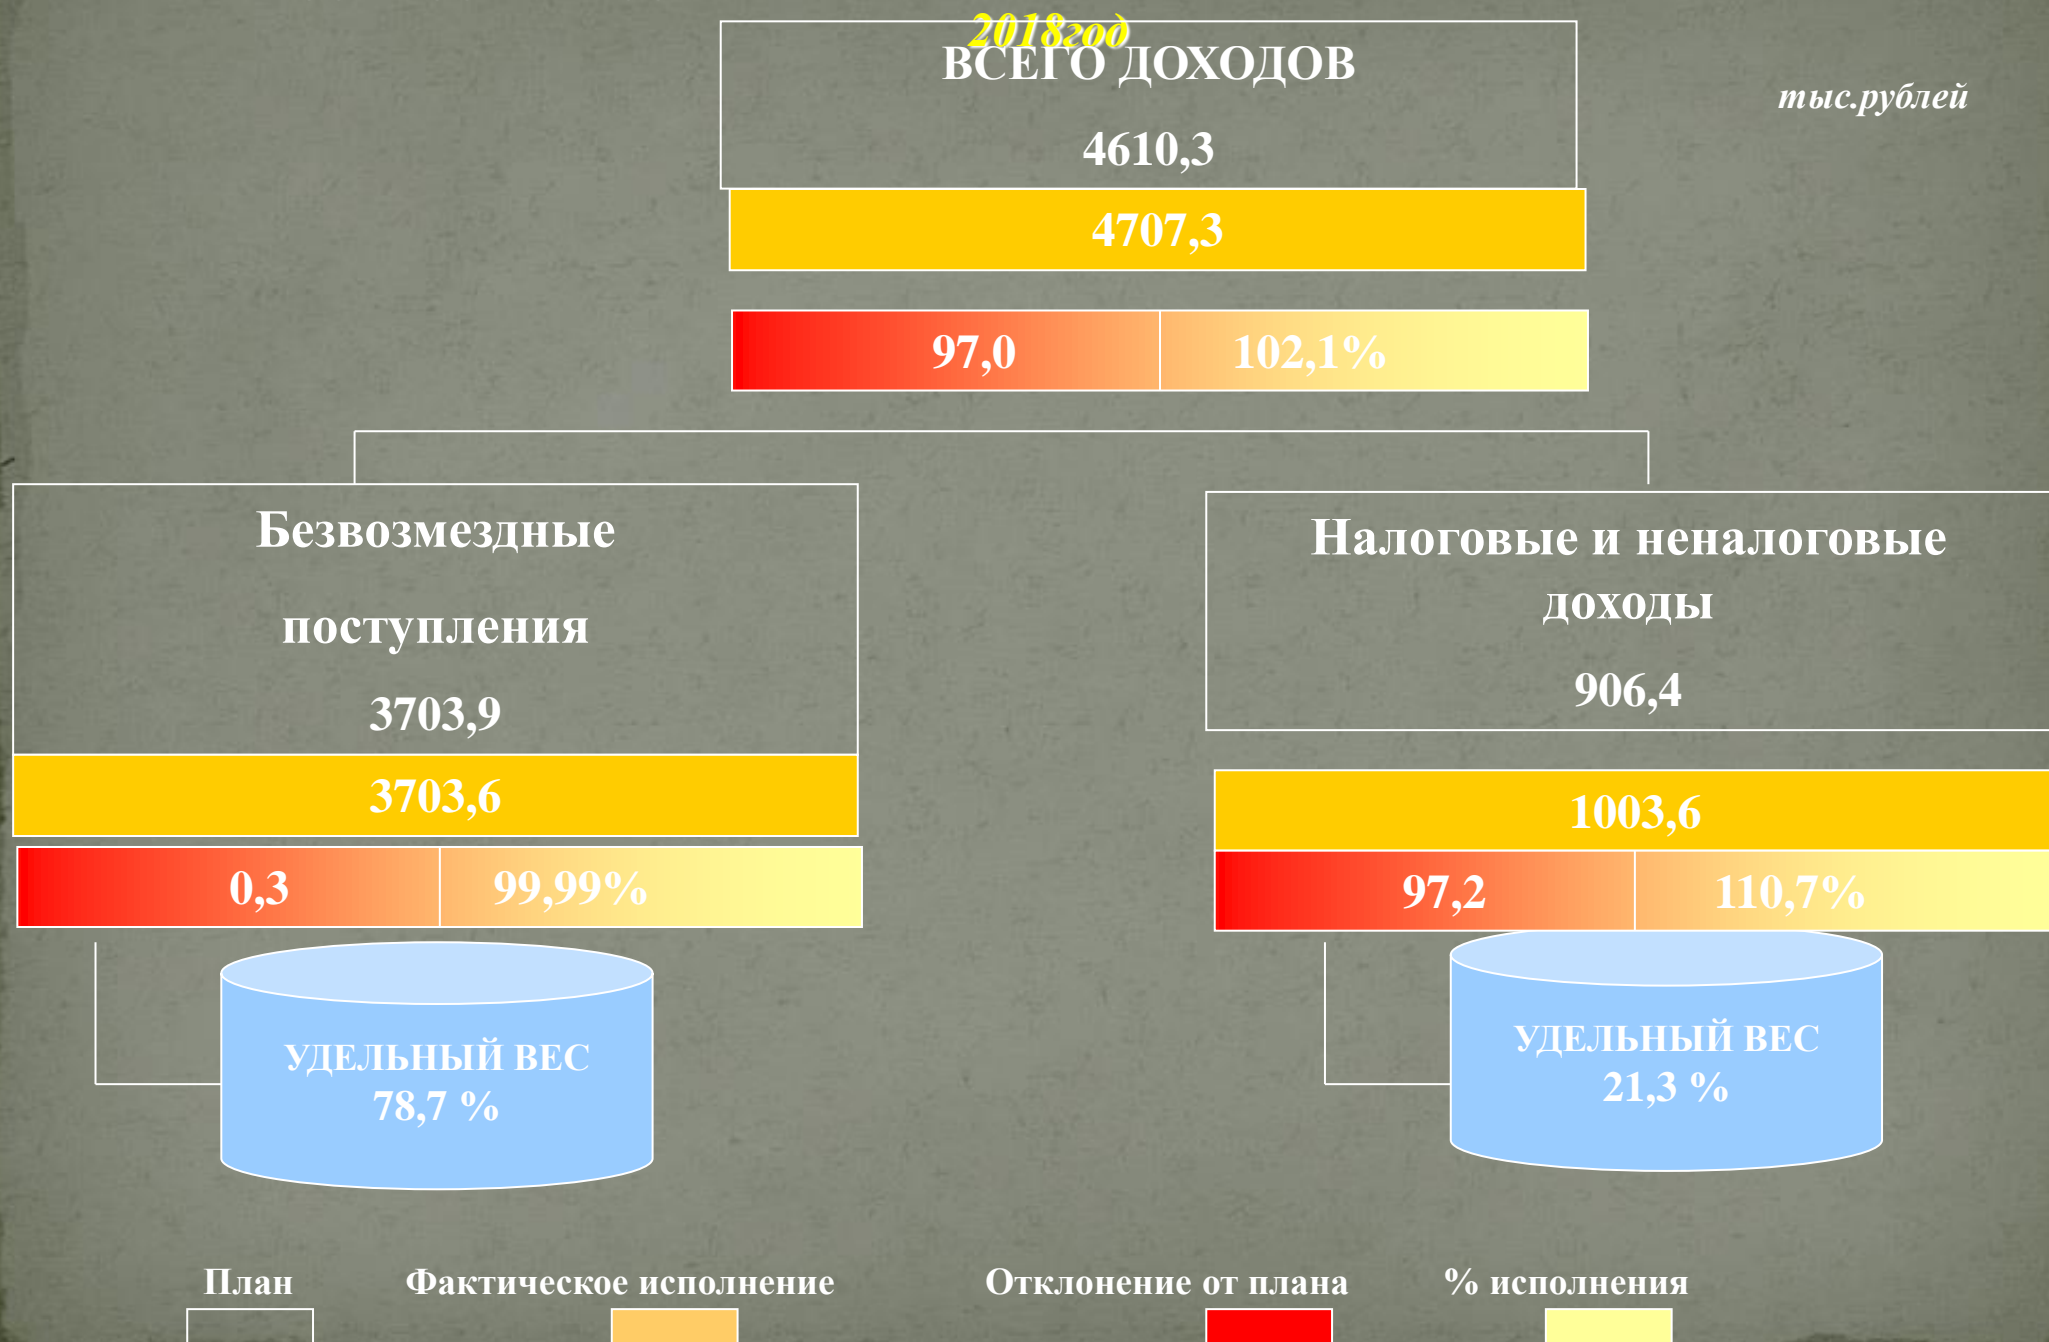 2018год
ВСЕГО ДОХОДОВ
тыс.рублей
4610,3
4707,3
97,0 102,1%
Безвозмездные
поступления
3703,9
3703,6
0,3 99,99%
УДЕЛЬНЫЙ ВЕС
78,7 %
Налоговые и неналоговые
доходы
906,4
1003,6
97,2 110,7%
УДЕЛЬНЫЙ ВЕС
21,3 %
План Фактическое исполнение Отклонение от плана % исполнения